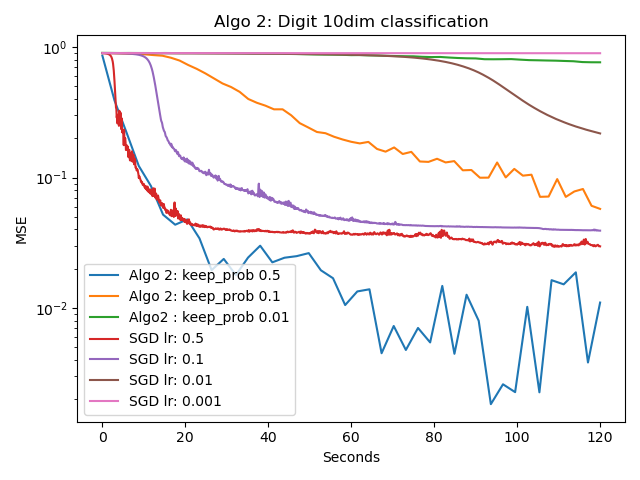 Algo 2: Digit 10dim classification
MSE
10^0
10^-1
10^-2
Algo 2: keep_prob 0.5
Algo 2: keep_prob 0.1
Algo2 : keep_prob 0.01
SGD lr: 0.5
SGD lr: 0.1
SGD lr: 0.01
SGD lr: 0.001
0 20 40 60 80 100 120
Seconds